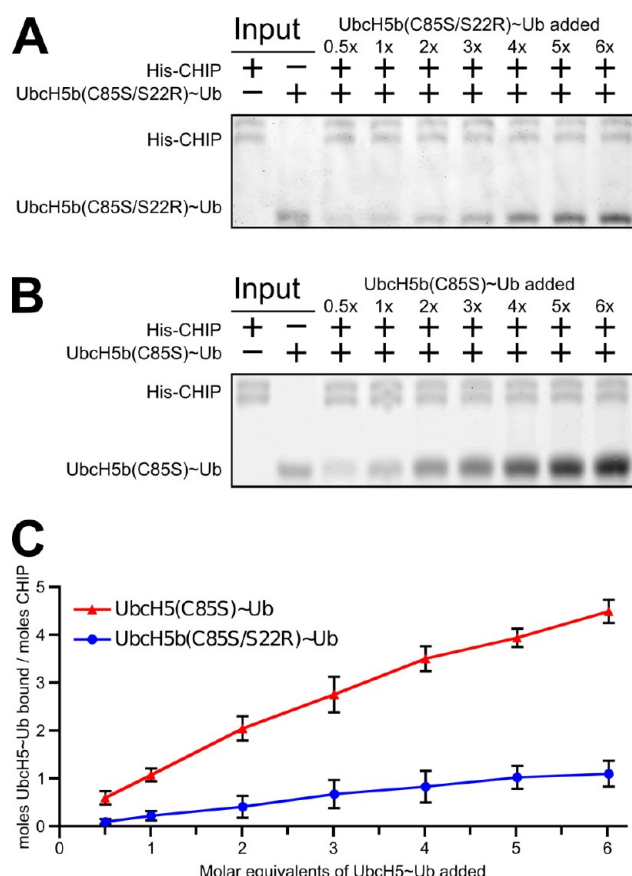 A
Input
UbcH5b(C85S/S22R)~Ub added
0.5x 1x 2x 3x 4x 5x 6x
His-CHIP + − + + + + + + +
UbcH5b(C85S/S22R)~Ub − + + + + + + + +
His-CHIP
UbcH5b(C85S/S22R)~Ub
B
Input
UbcH5b(C85S)~Ub added
0.5x 1x 2x 3x 4x 5x 6x
His-CHIP + − + + + + + + +
UbcH5b(C85S)~Ub − + + + + + + + +
His-CHIP
UbcH5b(C85S)~Ub
C
moles UbcH5~Ub bound / moles CHIP
5
4
3
2
1
0
UbcH5(C85S)~Ub
UbcH5b(C85S/S22R)~Ub
0 1 2 3 4 5 6
Molar equivalents of UbcH5~Ub added